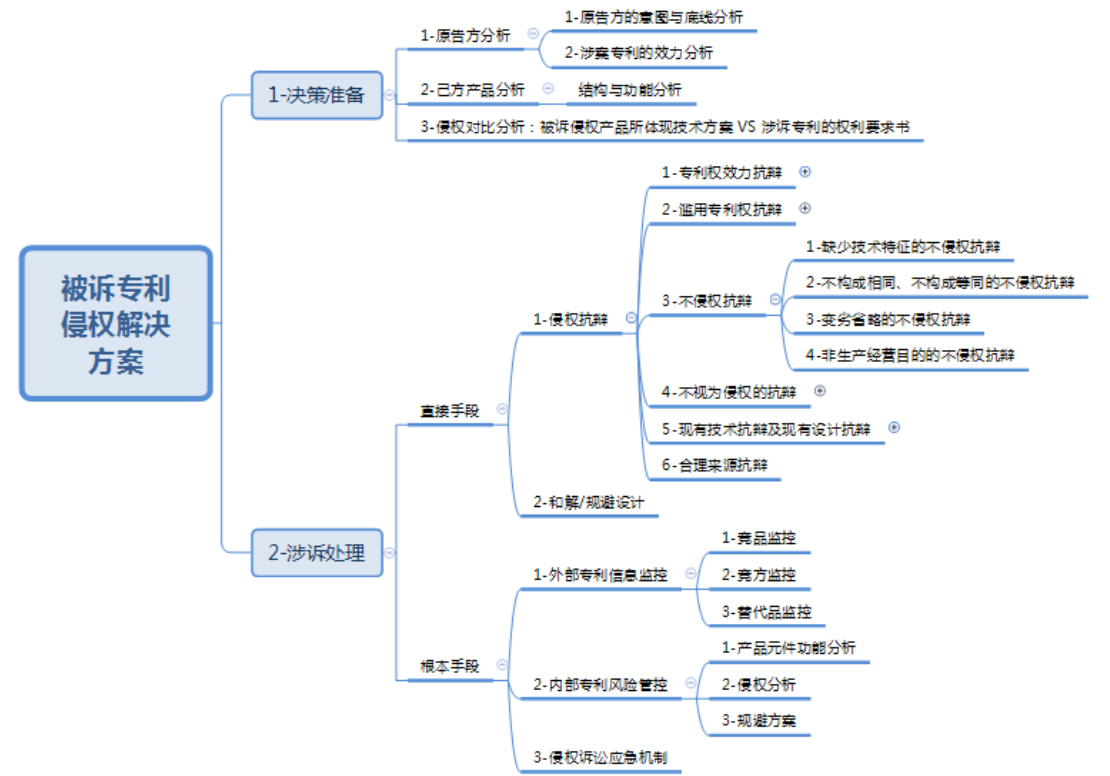 被诉专利
侵权解决
方案
1-决策准备
1-原告方分析
1-原告方的意图与底线分析
2-涉案专利的效力分析
2-己方产品分析
结构与功能分析
3-侵权对比分析：被诉侵权产品所体现技术方案 VS 涉诉专利的权利要求书
2-涉诉处理
直接手段
1-侵权抗辩
1-专利权效力抗辩
2-滥用专利权抗辩
3-不侵权抗辩
1-缺少技术特征的不侵权抗辩
2-不构成相同、不构成等同的不侵权抗辩
3-变劣省略的不侵权抗辩
4-非生产经营目的的不侵权抗辩
4-不视为侵权的抗辩
5-现有技术抗辩及现有设计抗辩
6-合理来源抗辩
2-和解/规避设计
根本手段
1-外部专利信息监控
1-竞品监控
2-竞方监控
3-替代品监控
2-内部专利风险管控
1-产品元件功能分析
2-侵权分析
3-规避方案
3-侵权诉讼应急机制